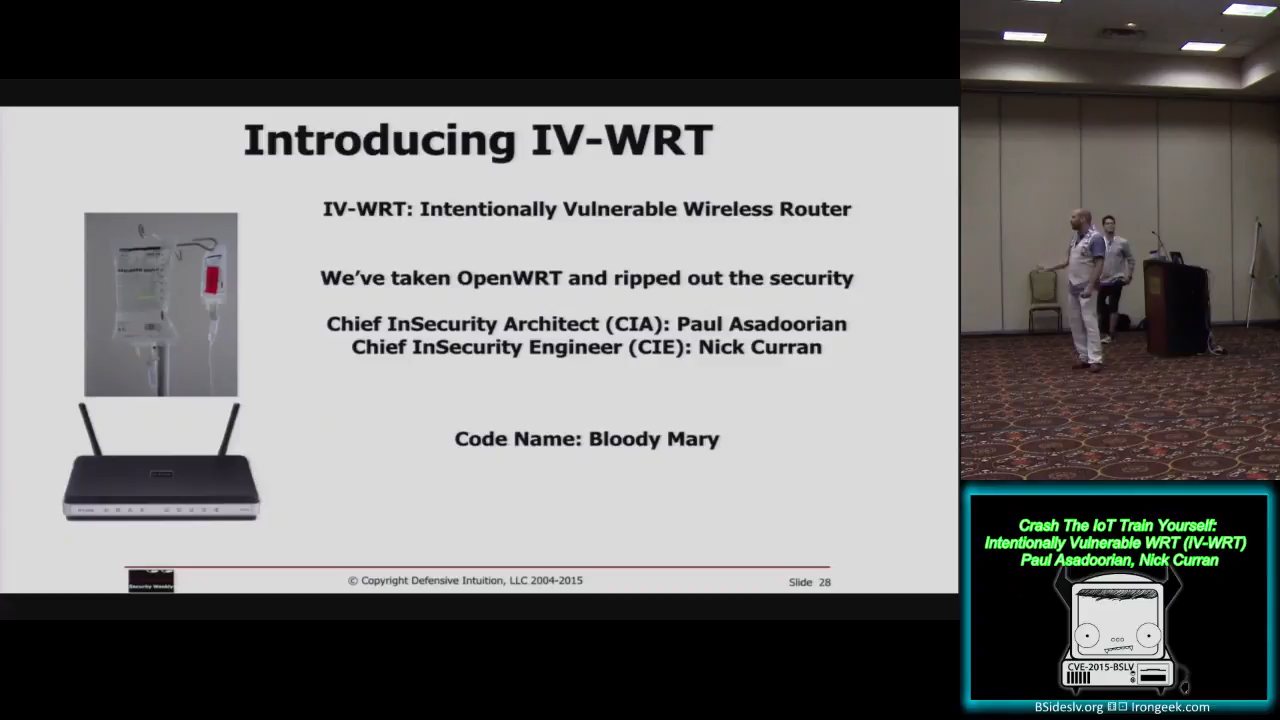 Introducing IV-WRT
IV-WRT: Intentionally Vulnerable Wireless Router
We've taken OpenWRT and ripped out the security
Chief InSecurity Architect (CIA): Paul Asadoorian
Chief InSecurity Engineer (CIE): Nick Curran
Code Name: Bloody Mary
Security Weekly
© Copyright Defensive Intuition, LLC 2004-2015
Slide 28
Crash The IoT Train Yourself:
Intentionally Vulnerable WRT (IV-WRT)
Paul Asadoorian, Nick Curran
CVE-2015-BSLV
BSideslv.org
Irongeek.com